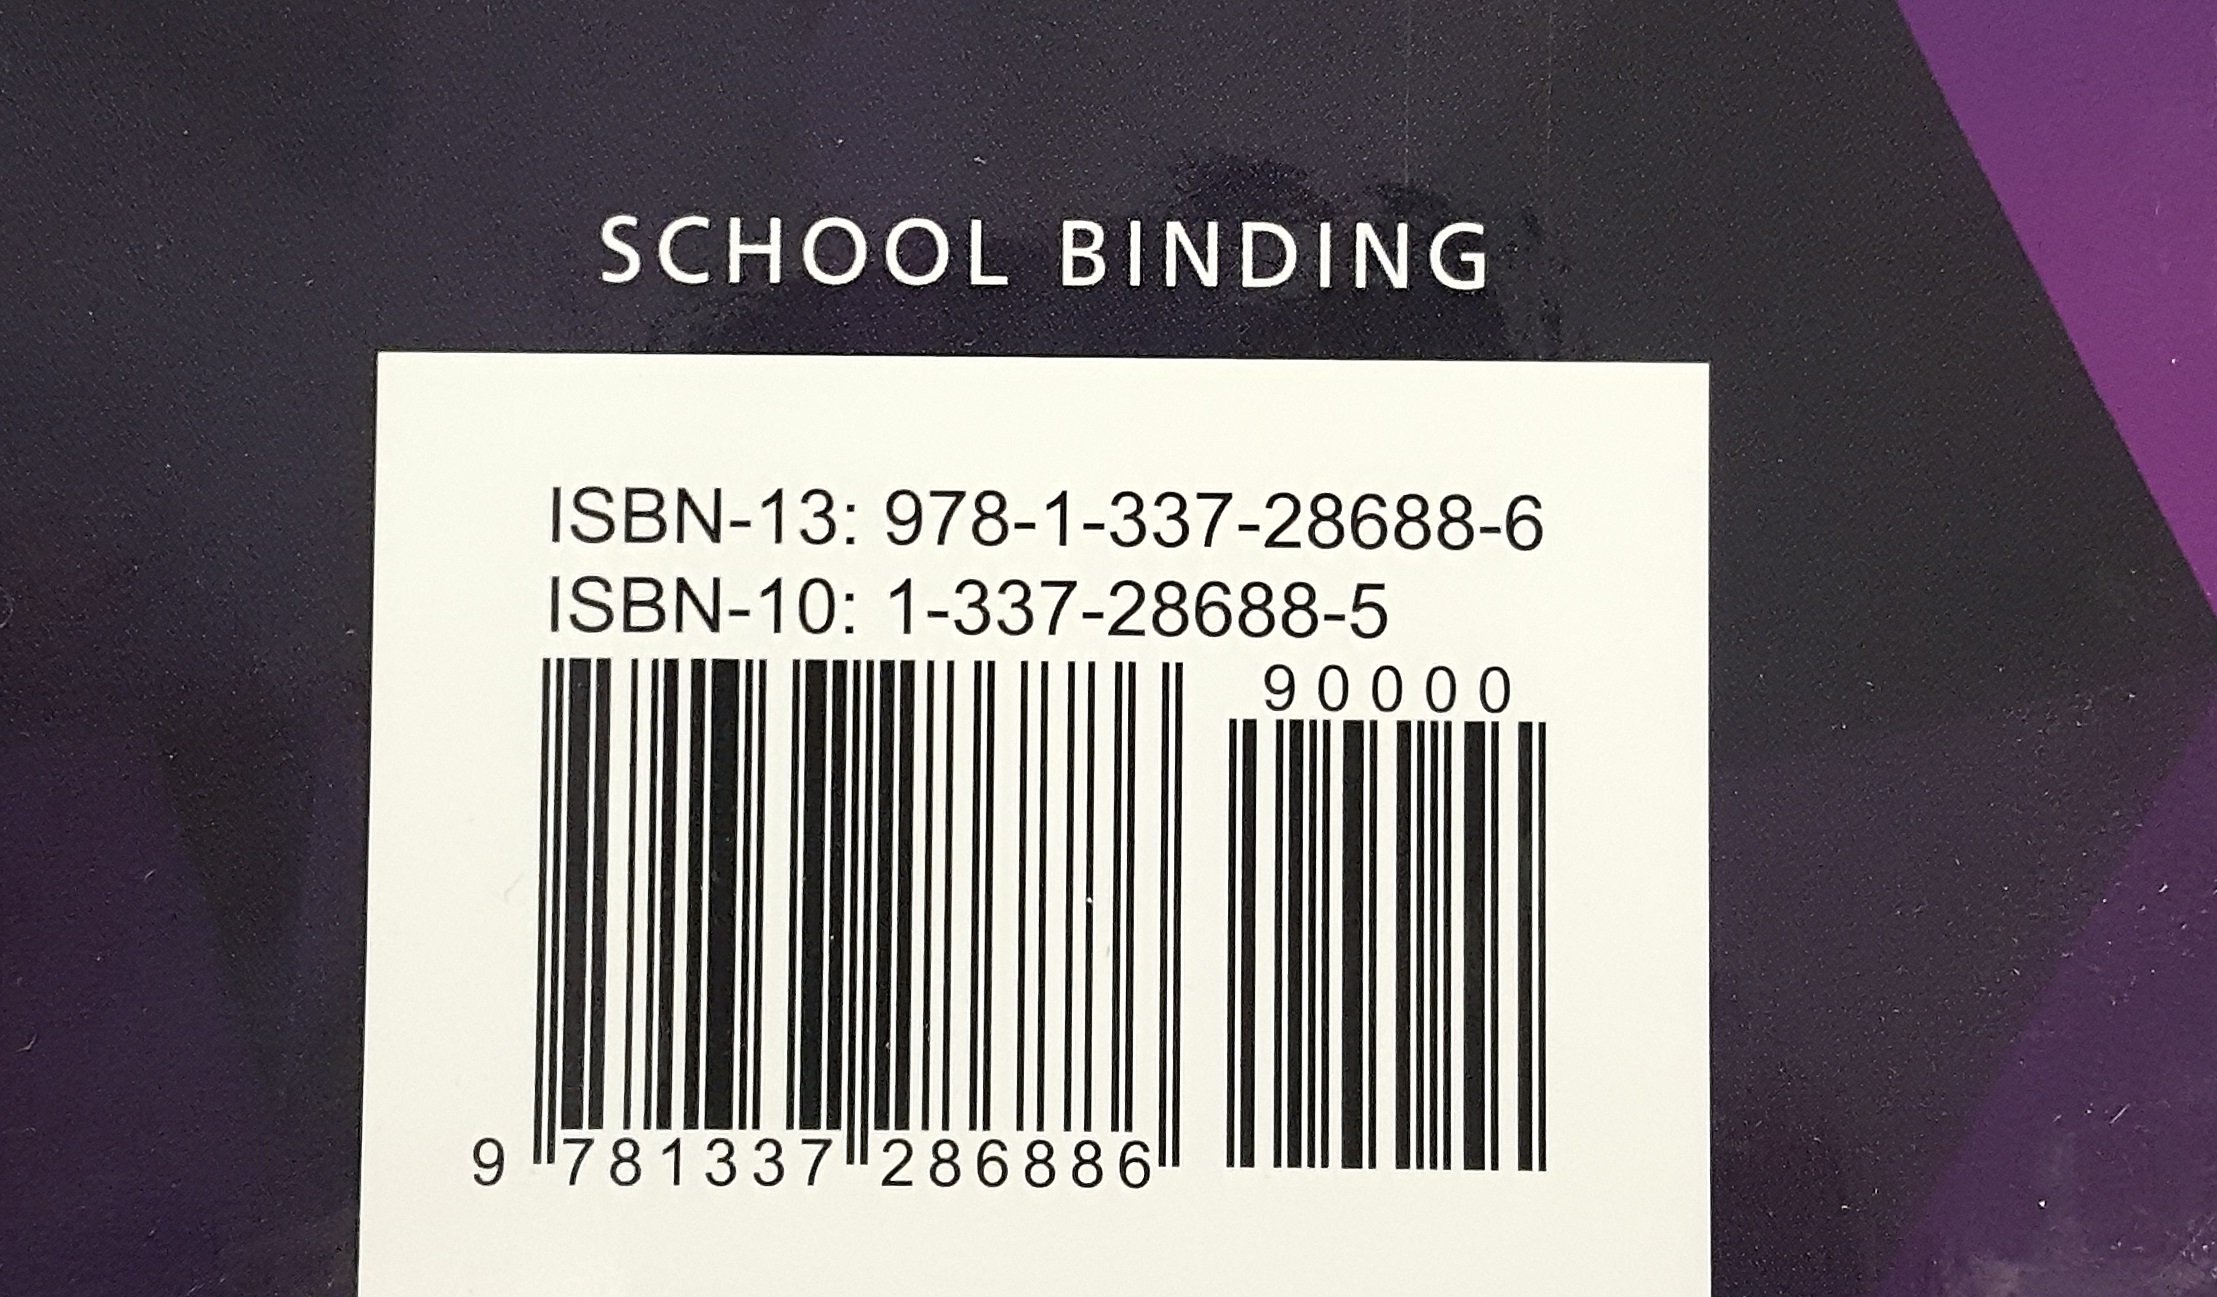 SCHOOL BINDING
ISBN-13: 978-1-337-28688-6
ISBN-10: 1-337-28688-5
90000
9 781337 286886